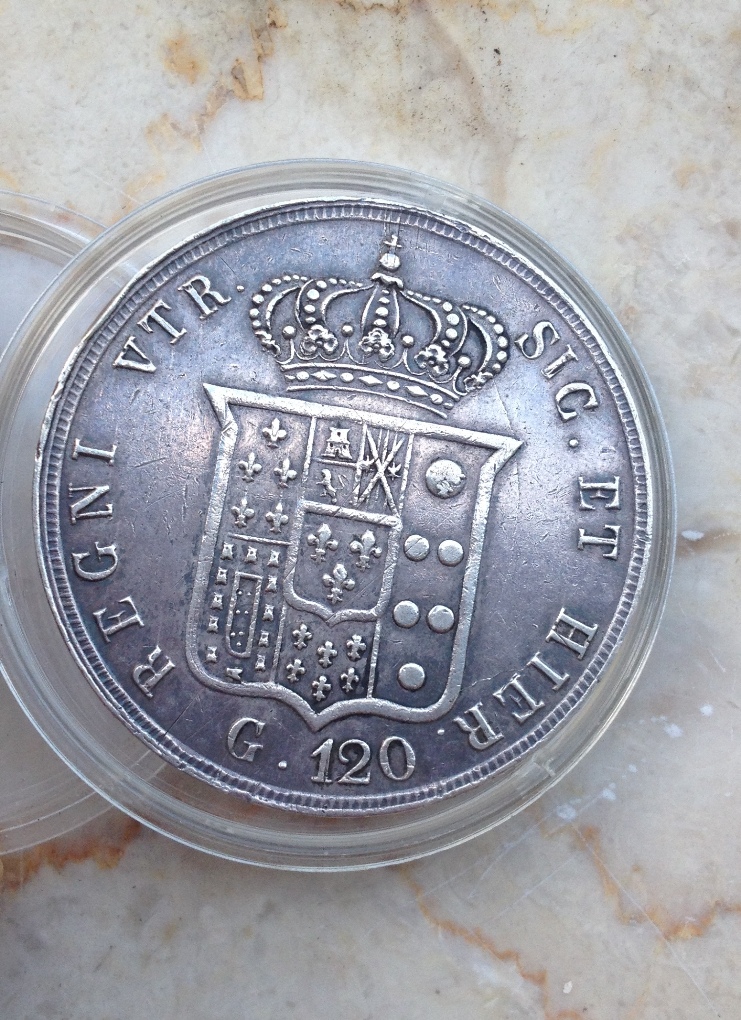 REGNI VTR. SIC. ET HIER.
G. 120